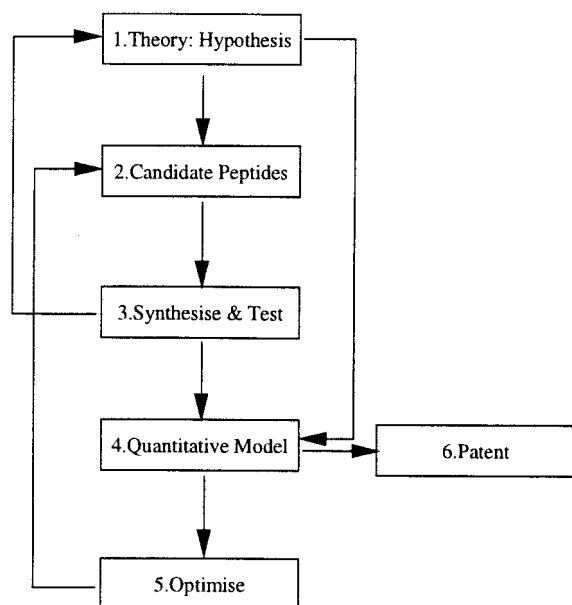 1.Theory: Hypothesis
2.Candidate Peptides
3.Synthesise & Test
4.Quantitative Model
6.Patent
5.Optimise